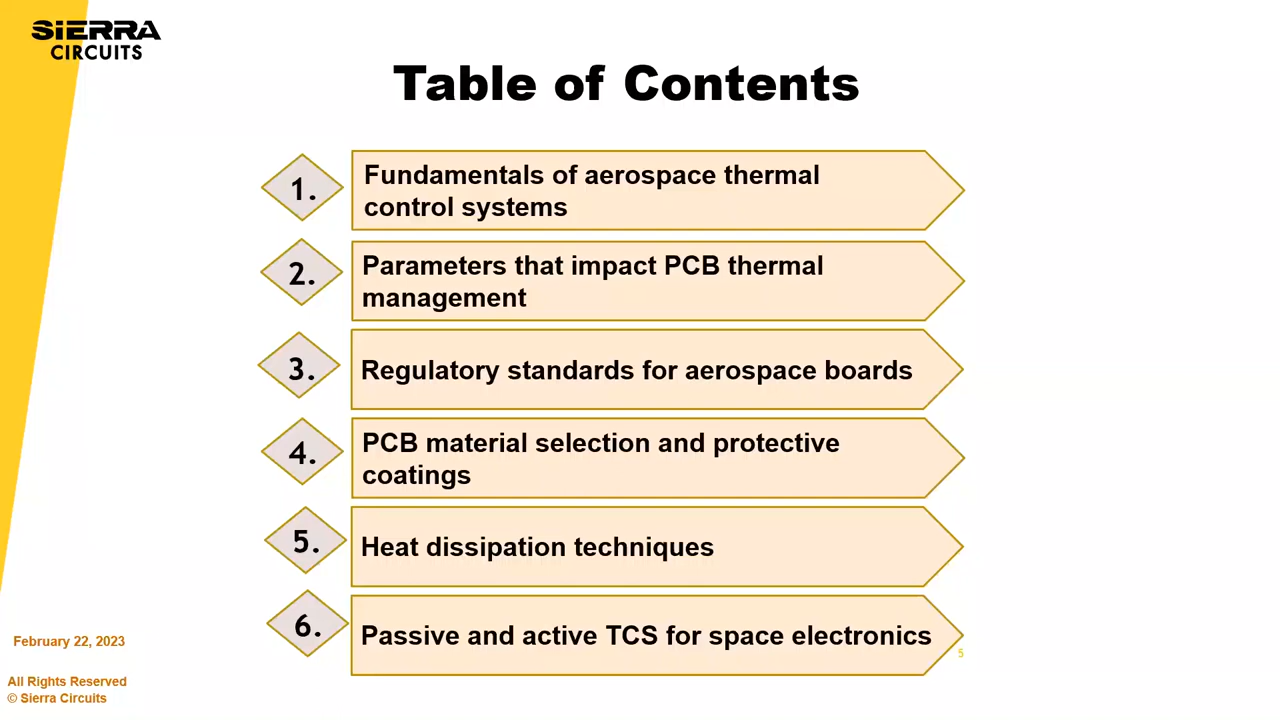 SIERRA
CIRCUITS
Table of Contents
1.
Fundamentals of aerospace thermal
control systems
2.
Parameters that impact PCB thermal
management
3.
Regulatory standards for aerospace boards
4.
PCB material selection and protective
coatings
5.
Heat dissipation techniques
6.
Passive and active TCS for space electronics
February 22, 2023
5
All Rights Reserved
© Sierra Circuits